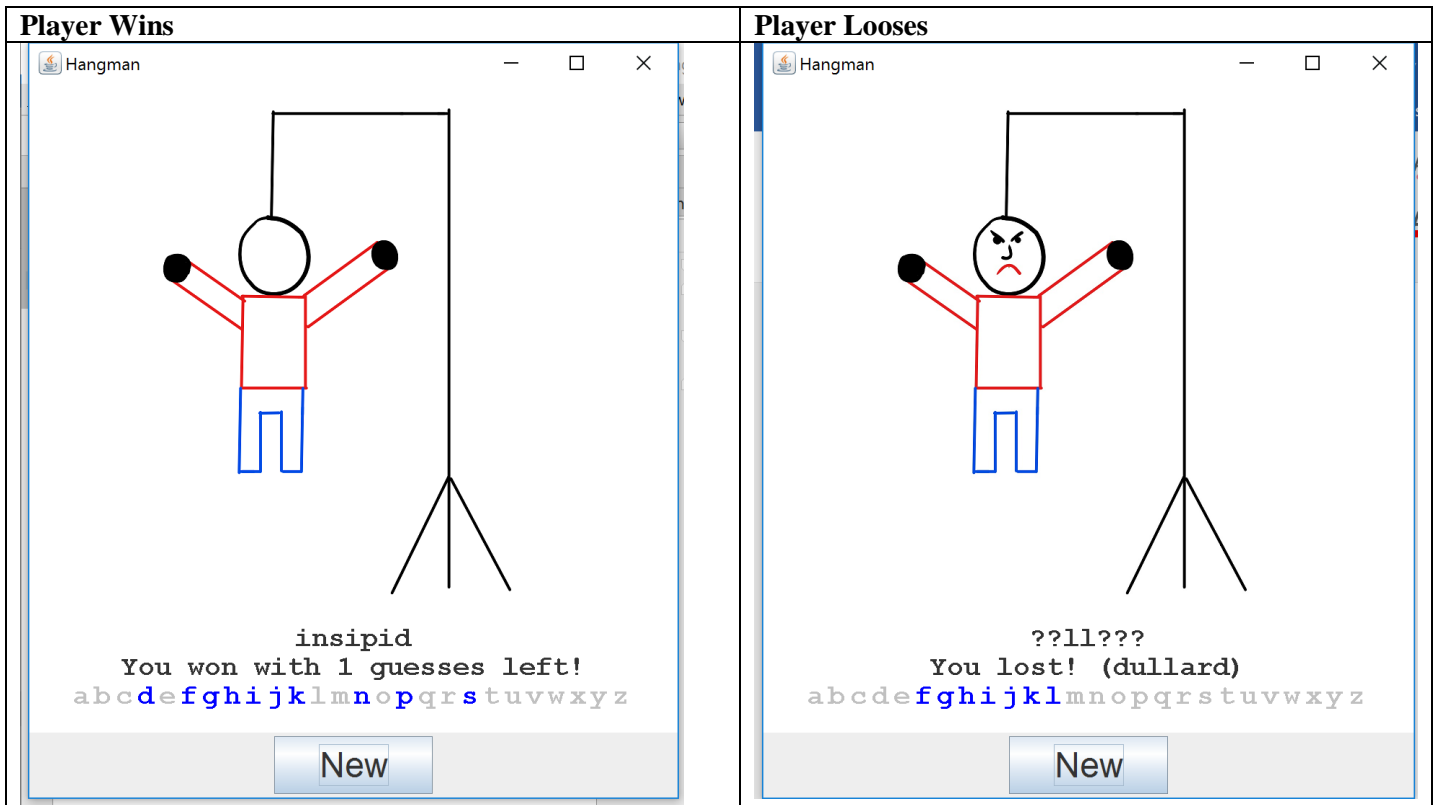 Player Wins
Hangman
insipid
You won with 1 guesses left!
abcdefghijklmnopqrstuvwxyz
New
Player Looses
Hangman
??ll???
You lost! (dullard)
abcdefghijklmnopqrstuvwxyz
New